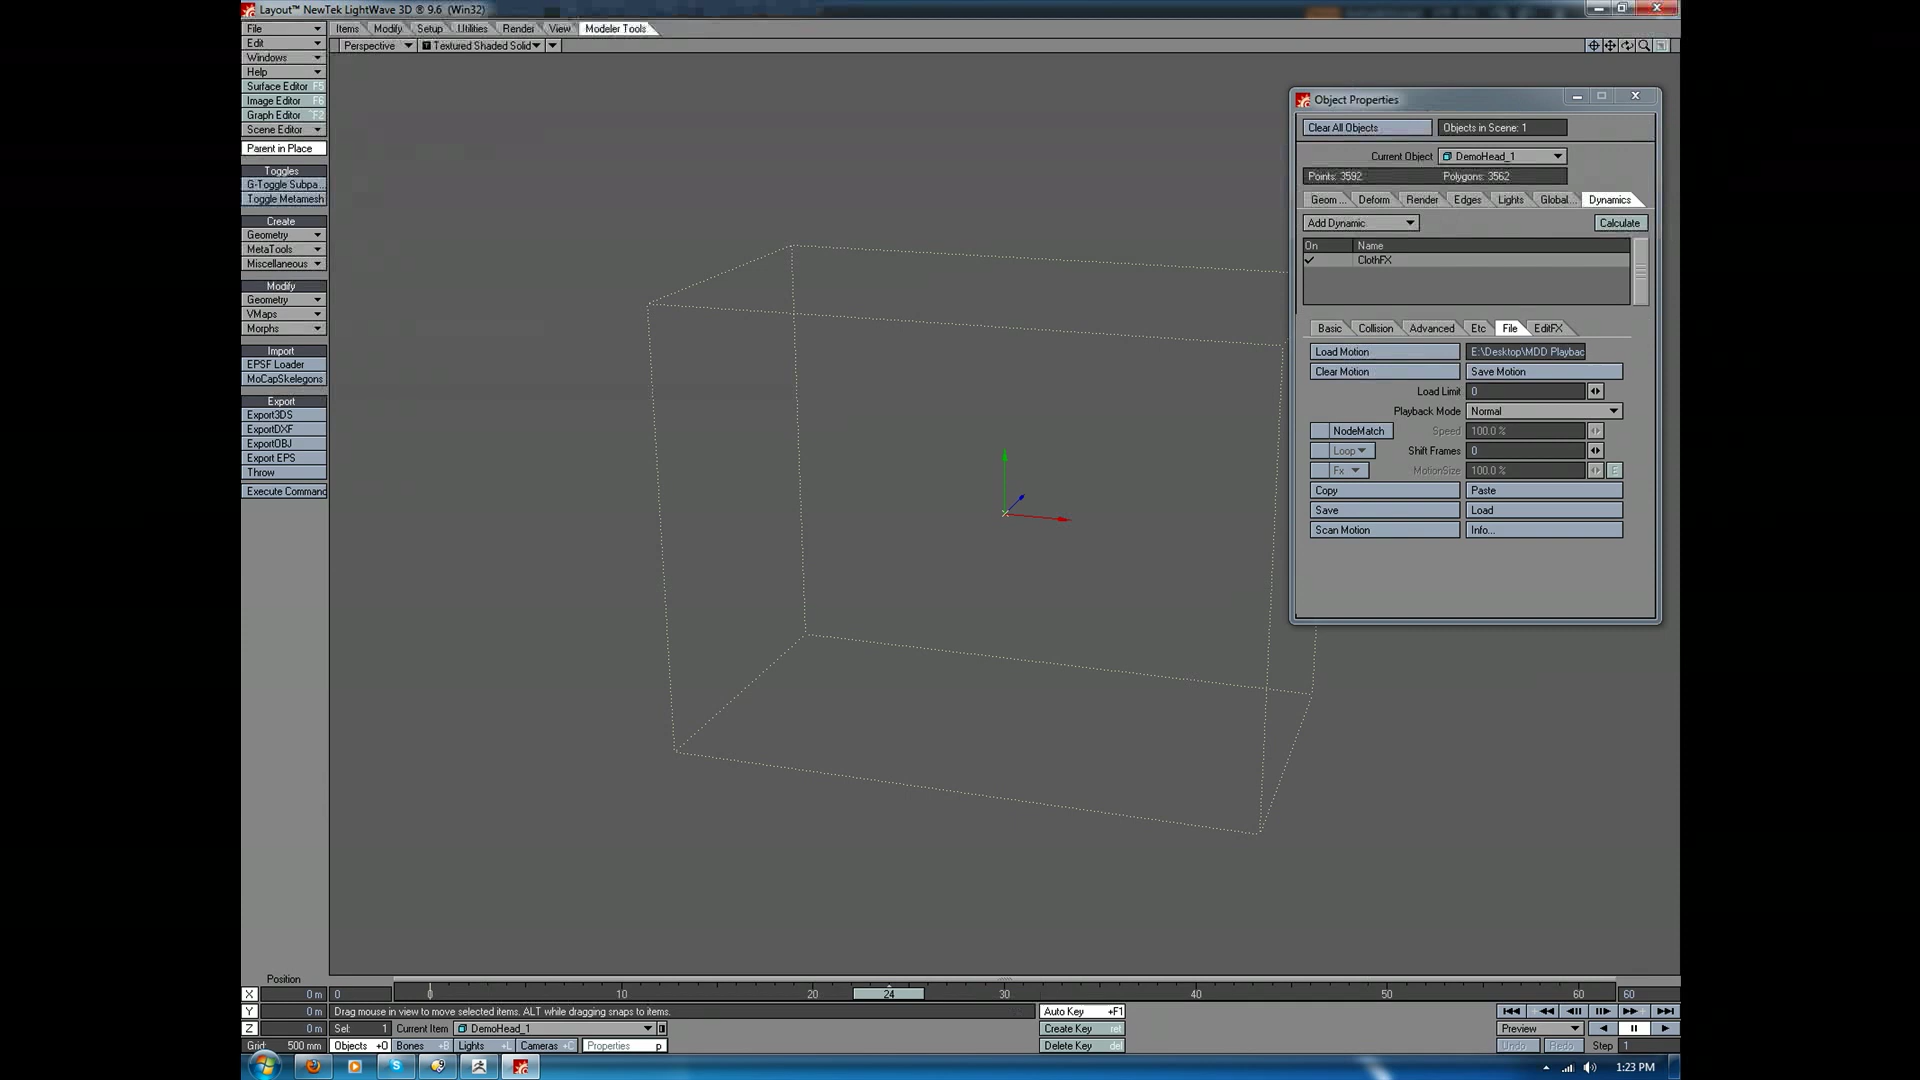 Layout™ NewTek LightWave 3D ® 9.6 (Win32)
File
Items Modify Setup Utilities Render View Modeler Tools
Edit
Perspective Textured Shaded Solid
Windows
Help
Surface Editor F5
Image Editor F6
Graph Editor F2
Scene Editor
Parent in Place
Toggles
G-Toggle Subpa...
Toggle Metamesh
Create
Geometry
MetaTools
Miscellaneous
Modify
Geometry
VMaps
Morphs
Import
EPSF Loader
MoCapSkelegons
Export
Export3DS
ExportDXF
ExportOBJ
Export EPS
Throw
Execute Command
Object Properties
Clear All Objects Objects in Scene: 1
Current Object DemoHead_1
Points: 3592 Polygons: 3562
Geom ... Deform Render Edges Lights Global... Dynamics
Add Dynamic Calculate
On Name
ClothFX
Basic Collision Advanced Etc File EditFX
Load Motion E:\Desktop\MDD Playbac
Clear Motion Save Motion
Load Limit 0
Playback Mode Normal
NodeMatch Speed 100.0 %
Loop Shift Frames 0
Fx MotionSize 100.0 % E
Copy Paste
Save Load
Scan Motion Info...
Position
X 0 m 0 0 10 20 24 30 40 50 60 60
Y 0 m Drag mouse in view to move selected items. ALT while dragging snaps to items. Auto Key +F1
Z 0 m Sel: 1 Current Item DemoHead_1 Create Key ret Preview
Grid: 500 mm Objects +O Bones +B Lights +L Cameras +C Properties p Delete Key del Undo Redo Step 1
1:23 PM